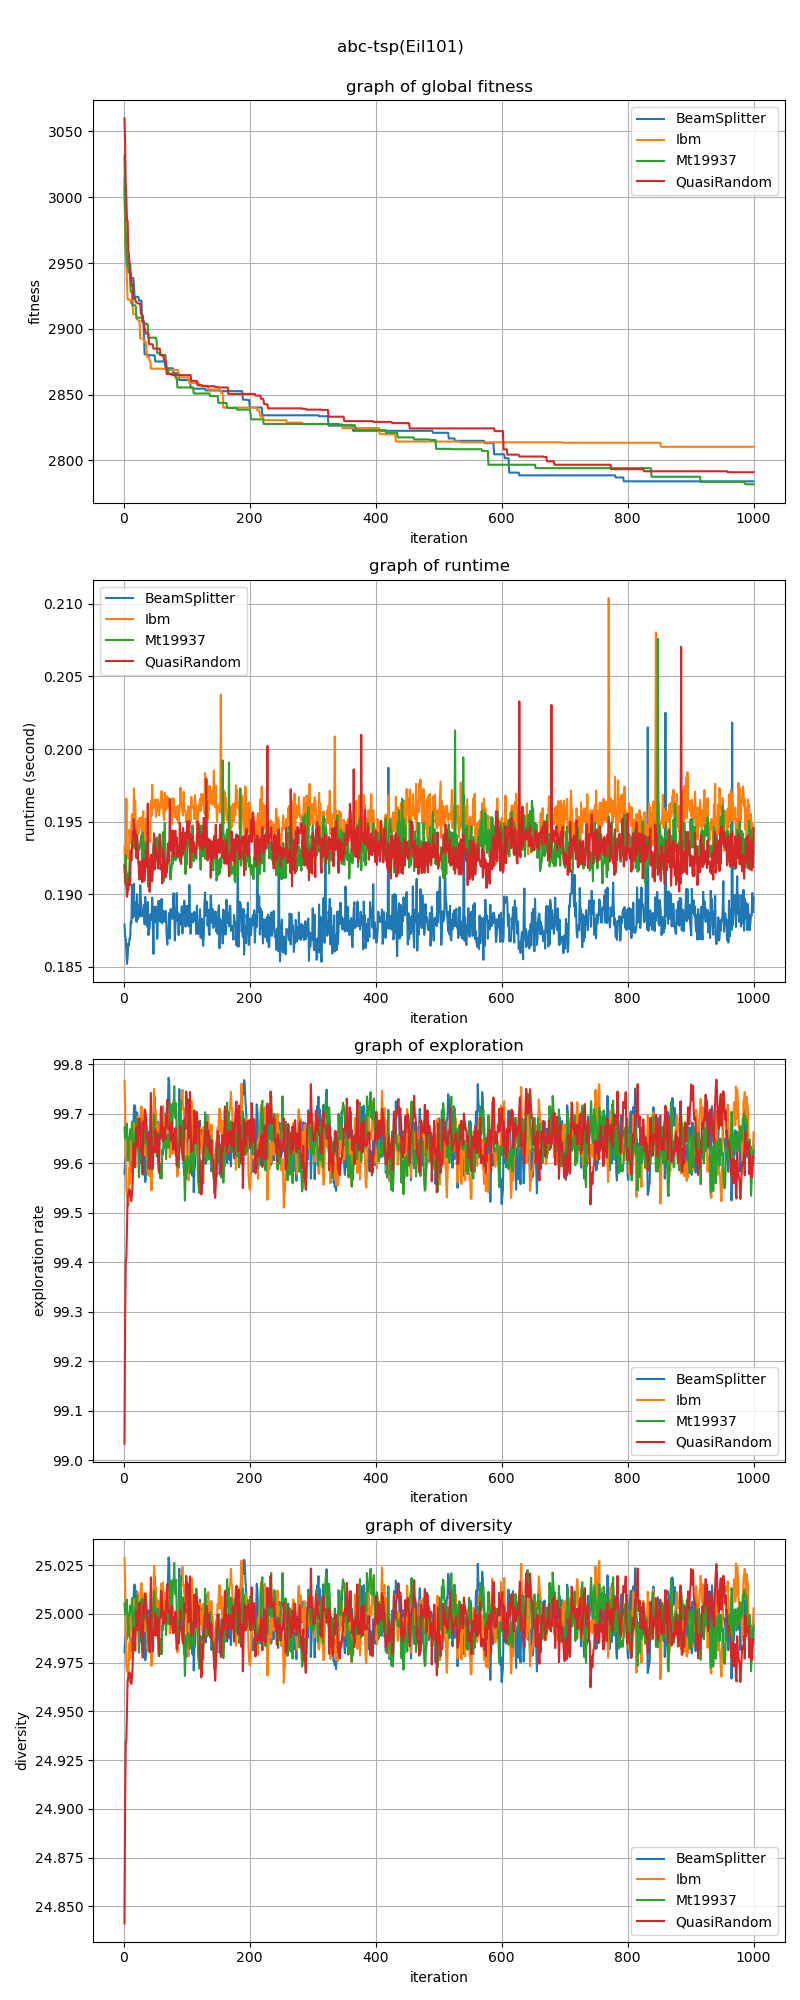 abc-tsp(Eil101)
graph of global fitness
BeamSplitter
Ibm
Mt19937
QuasiRandom
3050
3000
2950
2900
2850
2800
fitness
0 200 400 600 800 1000
iteration
graph of runtime
BeamSplitter
Ibm
Mt19937
QuasiRandom
0.210
0.205
0.200
0.195
0.190
0.185
runtime (second)
0 200 400 600 800 1000
iteration
graph of exploration
99.8
99.7
99.6
99.5
99.4
99.3
99.2
99.1
99.0
exploration rate
BeamSplitter
Ibm
Mt19937
QuasiRandom
0 200 400 600 800 1000
iteration
graph of diversity
25.025
25.000
24.975
24.950
24.925
24.900
24.875
24.850
diversity
BeamSplitter
Ibm
Mt19937
QuasiRandom
0 200 400 600 800 1000
iteration